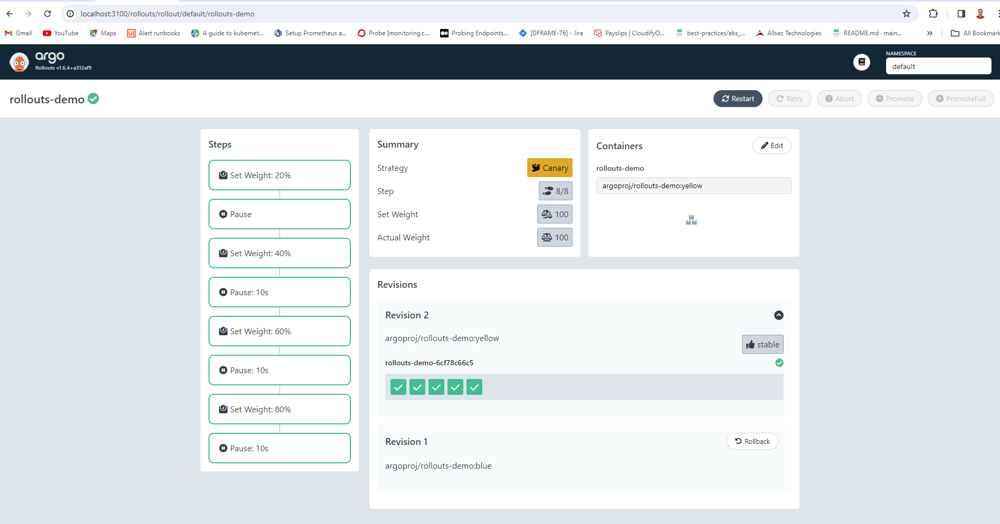 localhost:3100/rollouts/rollout/default/rollouts-demo
Gmail YouTube Maps Alert runbooks A guide to kubernet... Setup Prometheus a... Probe [monitoring.c... Probing Endpoints... [DFRAME-76] - Jira Payslips | CloudifyO... best-practices/eks_... Allsec Technologies README.md · main... » All Bookmark
argo
Rollouts v1.6.4+a312af9
NAMESPACE
default
rollouts-demo
Restart Retry Abort Promote PromoteFull
Steps
Set Weight: 20%
Pause
Set Weight: 40%
Pause: 10s
Set Weight: 60%
Pause: 10s
Set Weight: 80%
Pause: 10s
Summary
Strategy Canary
Step 8/8
Set Weight 100
Actual Weight 100
Containers Edit
rollouts-demo
argoproj/rollouts-demo:yellow
Revisions
Revision 2
argoproj/rollouts-demo:yellow
stable
rollouts-demo-6cf78c66c5
Revision 1 Rollback
argoproj/rollouts-demo:blue